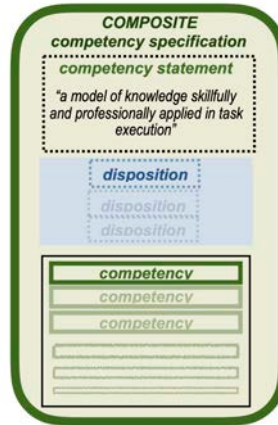 COMPOSITE
competency specification
competency statement
“a model of knowledge skillfully
and professionally applied in task
execution”
disposition
disposition
disposition
competency
competency
competency